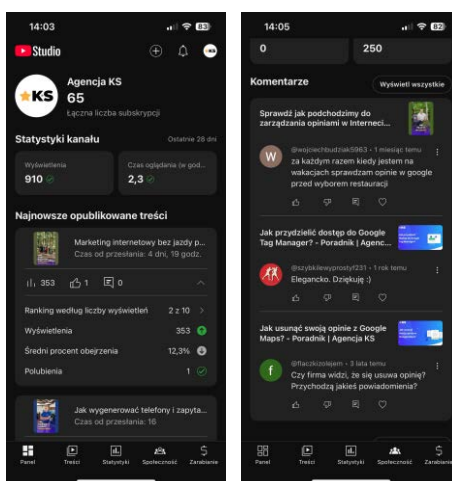 14:03
83
Studio
KS
Agencja KS
65
Łączna liczba subskrypcji
Statystyki kanału
Ostatnie 28 dni
Wyświetlenia
910
Czas oglądania (w god...
2,3
Najnowsze opublikowane treści
Marketing internetowy bez jazdy p...
Czas od przesłania: 4 dni, 19 godz.
353
1
0
Ranking według liczby wyświetleń
2 z 10
Wyświetlenia
353
Średni procent obejrzenia
12,3%
Polubienia
1
Jak wygenerować telefony i zapyta...
Czas od przesłania: 16
Panel
Treści
Statystyki
Społeczność
Zarabianie
14:05
82
0
250
Komentarze
Wyświetl wszystkie
Sprawdź jak podchodzimy do
zarządzania opiniami w Interneci...
W
@wojciechbudziak5963 • 1 miesiąc temu
za każdym razem kiedy jestem na
wakacjach sprawdzam opinie w google
przed wyborem restauracji
Jak przydzielić dostęp do Google
Tag Manager? - Poradnik | Agenc...
@szybkilewyprosty1231 • 1 rok temu
Elegancko. Dziękuję :)
Jak usunąć swoją opinie z Google
Maps? - Poradnik | Agencja KS
f
@flaczkizolejem • 3 lata temu
Czy firma widzi, że się usuwa opinię?
Przychodzą jakieś powiadomienia?
Panel
Treści
Statystyki
Społeczność
Zarabianie